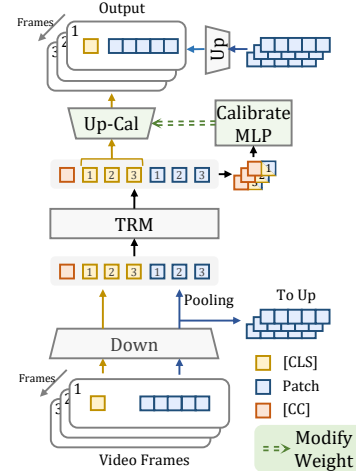 Output
Frames
1
2
3
Up
Up-Cal
Calibrate
MLP
1 2 3 1 2 3
1
2
3
TRM
1 2 3 1 2 3
Pooling
To Up
Down
Frames
1
2
3
[CLS]
Patch
[CC]
Video Frames
Modify
Weight